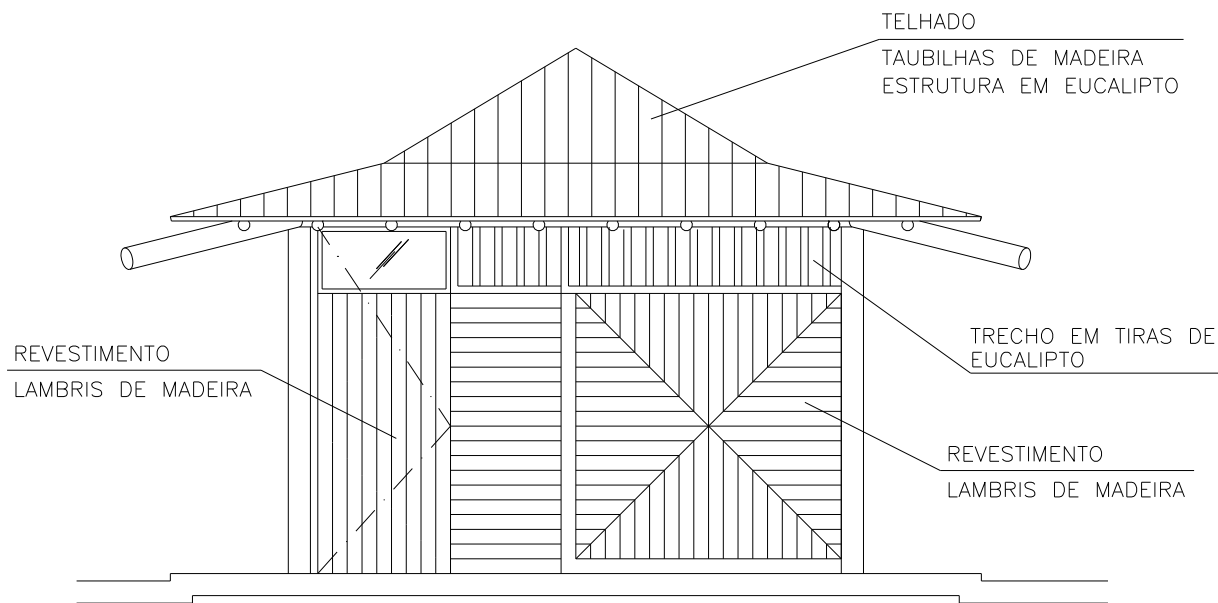 TELHADO
TAUBILHAS DE MADEIRA
ESTRUTURA EM EUCALIPTO
TRECHO EM TIRAS DE
EUCALIPTO
REVESTIMENTO
LAMBRIS DE MADEIRA
REVESTIMENTO
LAMBRIS DE MADEIRA